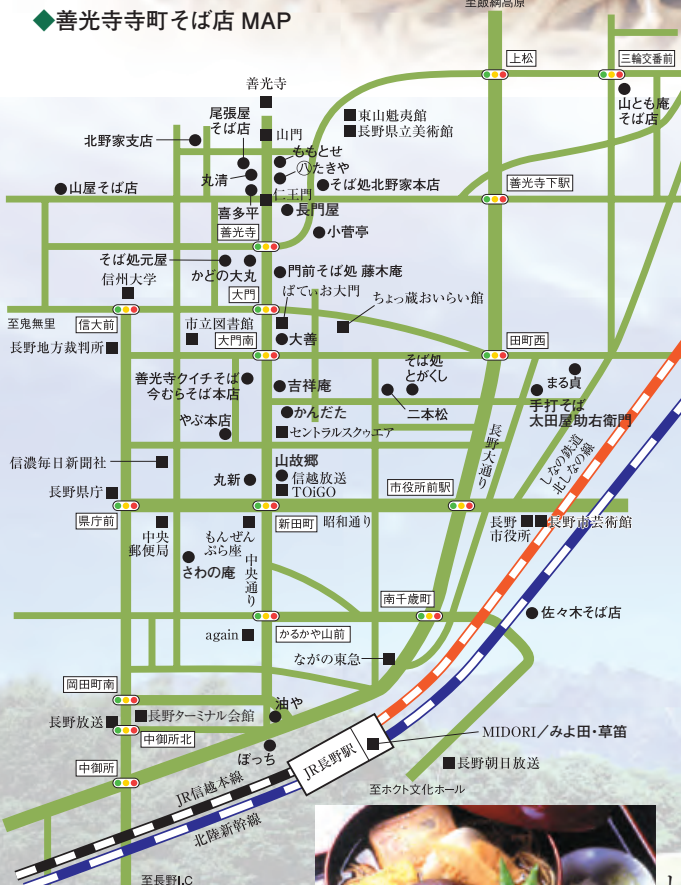 至飯綱高原
◆善光寺寺町そば店 MAP
上松
三輪交番前
善光寺
山とも庵
そば店
尾張屋
そば店
東山魁夷館
長野県立美術館
山門
北野家支店
ももとせ
八たきや
丸清
そば処北野家本店
善光寺下駅
山屋そば店
仁王門
喜多平
長門屋
善光寺
小菅亭
そば処元屋
かどの大丸
門前そば処 藤木庵
信州大学
大門
ぱてぃお大門
ちょっ蔵おいらい館
至鬼無里
信大前
市立図書館
大門南
大善
田町西
長野地方裁判所
そば処
とがくし
善光寺クイチそば
今むらそば本店
吉祥庵
二本松
まる貞
手打そば
太田屋助右衛門
やぶ本店
かんだた
セントラルスクゥエア
長野大通り
しなの鉄道
北しなの線
信濃毎日新聞社
山故郷
信越放送
TOiGO
丸新
長野県庁
市役所前駅
県庁前
中央
郵便局
もんぜん
ぷら座
新田町
昭和通り
長野
市役所
長野市芸術館
さわの庵
中央通り
南千歳町
佐々木そば店
again
かるかや山前
ながの東急
岡田町南
油や
長野放送
長野ターミナル会館
中御所北
MIDORI/みよ田・草笛
ぼっち
JR長野駅
中御所
長野朝日放送
JR信越本線
至ホクト文化ホール
北陸新幹線
至長野I.C